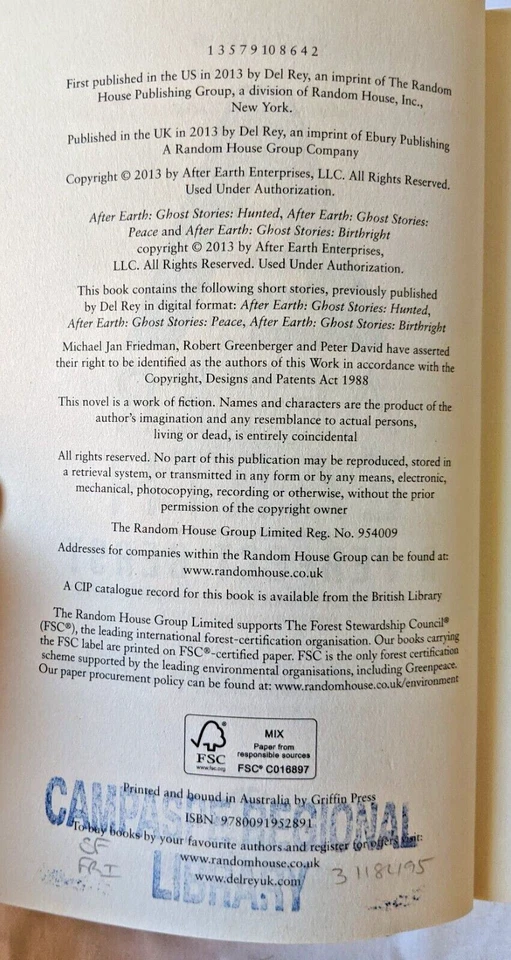 1 3 5 7 9 10 8 6 4 2
First published in the US in 2013 by Del Rey, an imprint of The Random
House Publishing Group, a division of Random House, Inc.,
New York.
Published in the UK in 2013 by Del Rey, an imprint of Ebury Publishing
A Random House Group Company
Copyright © 2013 by After Earth Enterprises, LLC. All Rights Reserved.
Used Under Authorization.
After Earth: Ghost Stories: Hunted, After Earth: Ghost Stories:
Peace and After Earth: Ghost Stories: Birthright
copyright © 2013 by After Earth Enterprises,
LLC. All Rights Reserved. Used Under Authorization.
This book contains the following short stories, previously published
by Del Rey in digital format: After Earth: Ghost Stories: Hunted,
After Earth: Ghost Stories: Peace, After Earth: Ghost Stories: Birthright
Michael Jan Friedman, Robert Greenberger and Peter David have asserted
their right to be identified as the authors of this Work in accordance with the
Copyright, Designs and Patents Act 1988
This novel is a work of fiction. Names and characters are the product of the
author's imagination and any resemblance to actual persons,
living or dead, is entirely coincidental
All rights reserved. No part of this publication may be reproduced, stored in
a retrieval system, or transmitted in any form or by any means, electronic,
mechanical, photocopying, recording or otherwise, without the prior
permission of the copyright owner
The Random House Group Limited Reg. No. 954009
Addresses for companies within the Random House Group can be found at:
www.randomhouse.co.uk
A CIP catalogue record for this book is available from the British Library
The Random House Group Limited supports The Forest Stewardship Council®
(FSC®), the leading international forest-certification organisation. Our books carrying
the FSC label are printed on FSC®-certified paper. FSC is the only forest certification
scheme supported by the leading environmental organisations, including Greenpeace.
Our paper procurement policy can be found at: www.randomhouse.co.uk/environment
FSC
www.fsc.org
MIX
Paper from
responsible sources
FSC® C016897
Printed and bound in Australia by Griffin Press
ISBN 9780091952891
CAMPASPE REGIONAL
LIBRARY
To buy books by your favourite authors and register for offers visit:
www.randomhouse.co.uk
www.delreyuk.com
SF
FRI